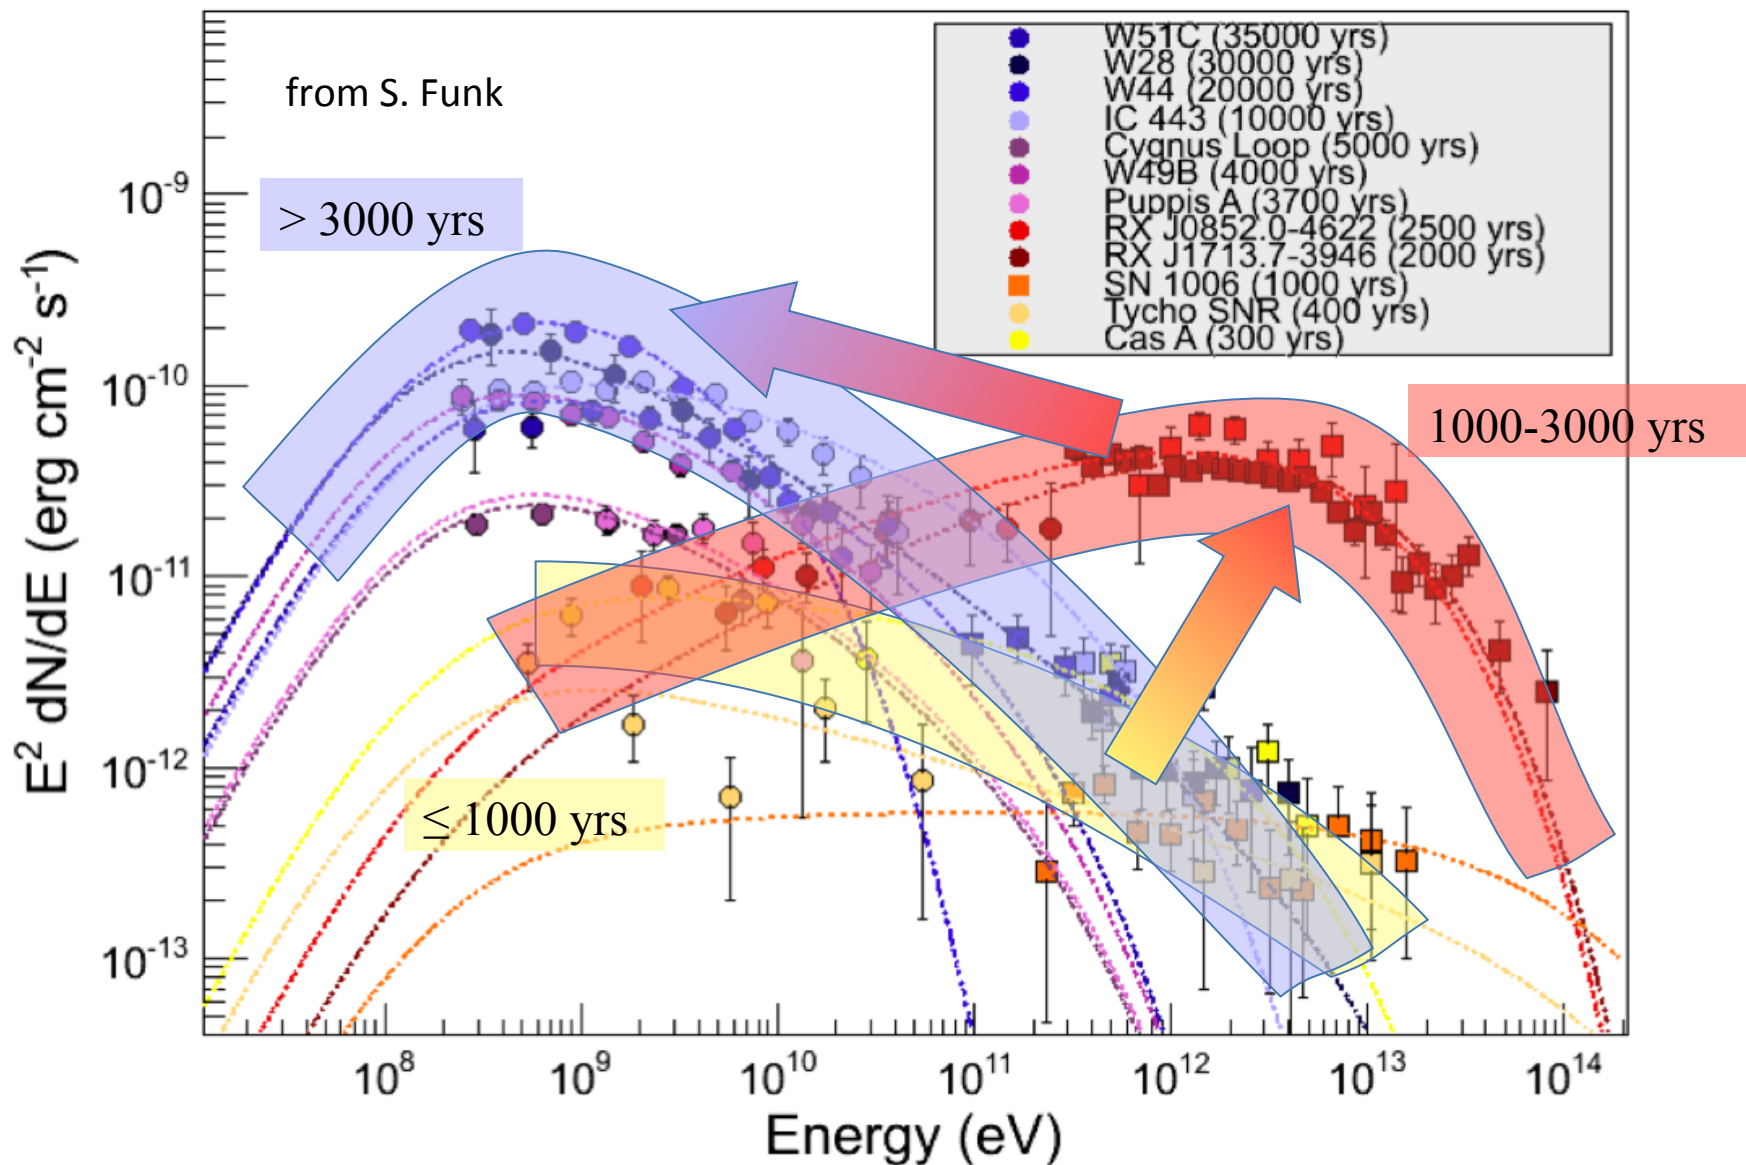 W51C (35000 yrs)
W28 (30000 yrs)
W44 (20000 yrs)
IC 443 (10000 yrs)
Cygnus Loop (5000 yrs)
W49B (4000 yrs)
Puppis A (3700 yrs)
RX J0852.0-4622 (2500 yrs)
RX J1713.7-3946 (2000 yrs)
SN 1006 (1000 yrs)
Tycho SNR (400 yrs)
Cas A (300 yrs)
from S. Funk
> 3000 yrs
1000-3000 yrs
≤ 1000 yrs
E² dN/dE (erg cm⁻² s⁻¹)
10⁻⁹
10⁻¹⁰
10⁻¹¹
10⁻¹²
10⁻¹³
10⁸ 10⁹ 10¹⁰ 10¹¹ 10¹² 10¹³ 10¹⁴
Energy (eV)